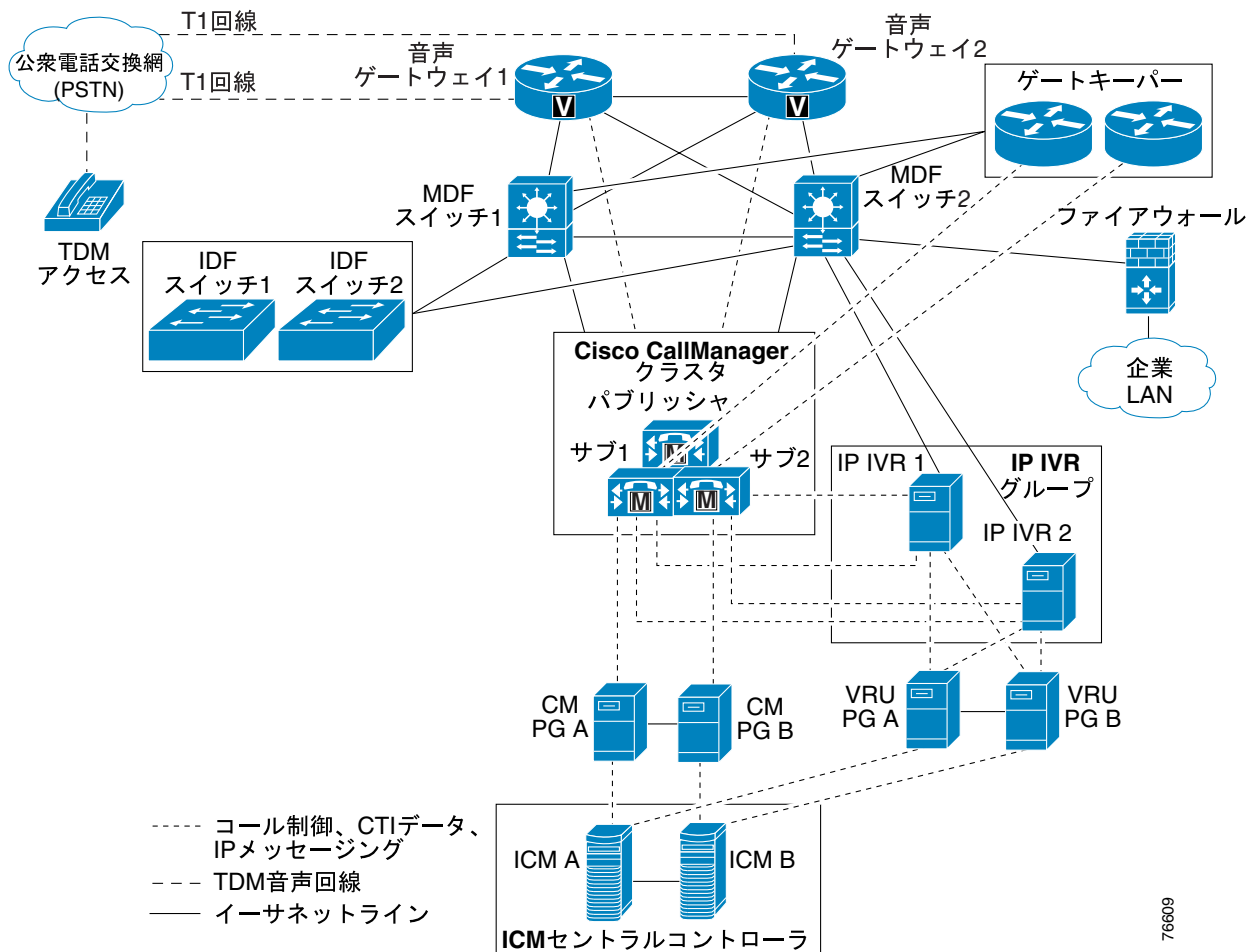 T1回線
公衆電話交換網
(PSTN)
T1回線
音声
ゲートウェイ1
音声
ゲートウェイ2
V
V
ゲートキーパー
TDM
アクセス
MDF
スイッチ1
MDF
スイッチ2
ファイアウォール
IDF
スイッチ1
IDF
スイッチ2
企業
LAN
Cisco CallManager
クラスタ
パブリッシャ
サブ1
サブ2
M
M
M
IP IVR 1
IP IVR
グループ
IP IVR 2
CM
PG A
CM
PG B
VRU
PG A
VRU
PG B
コール制御、CTIデータ、
IPメッセージング
TDM音声回線
イーサネットライン
ICM A
ICM B
ICMセントラルコントローラ
76609